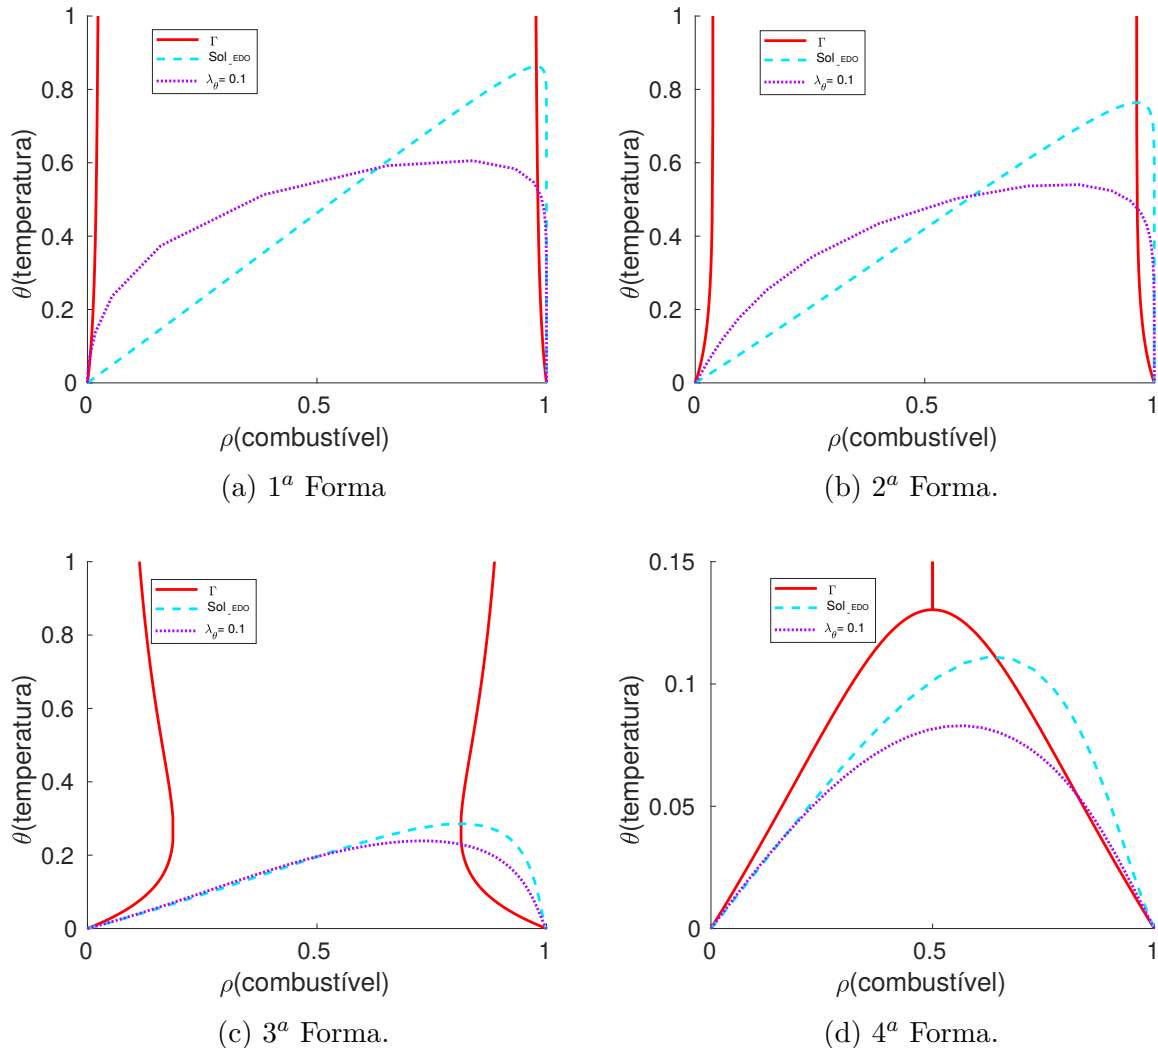 1
0.8
0.6
0.4
0.2
0
θ(temperatura)
Γ
Sol_EDO
λ_θ= 0.1
0
0.5
1
ρ(combustível)
(a) 1ª Forma
1
0.8
0.6
0.4
0.2
0
θ(temperatura)
Γ
Sol_EDO
λ_θ= 0.1
0
0.5
1
ρ(combustível)
(b) 2ª Forma.
1
0.8
0.6
0.4
0.2
0
θ(temperatura)
Γ
Sol_EDO
λ_θ= 0.1
0
0.5
1
ρ(combustível)
(c) 3ª Forma.
0.15
0.1
0.05
0
θ(temperatura)
Γ
Sol_EDO
λ_θ= 0.1
0
0.5
1
ρ(combustível)
(d) 4ª Forma.